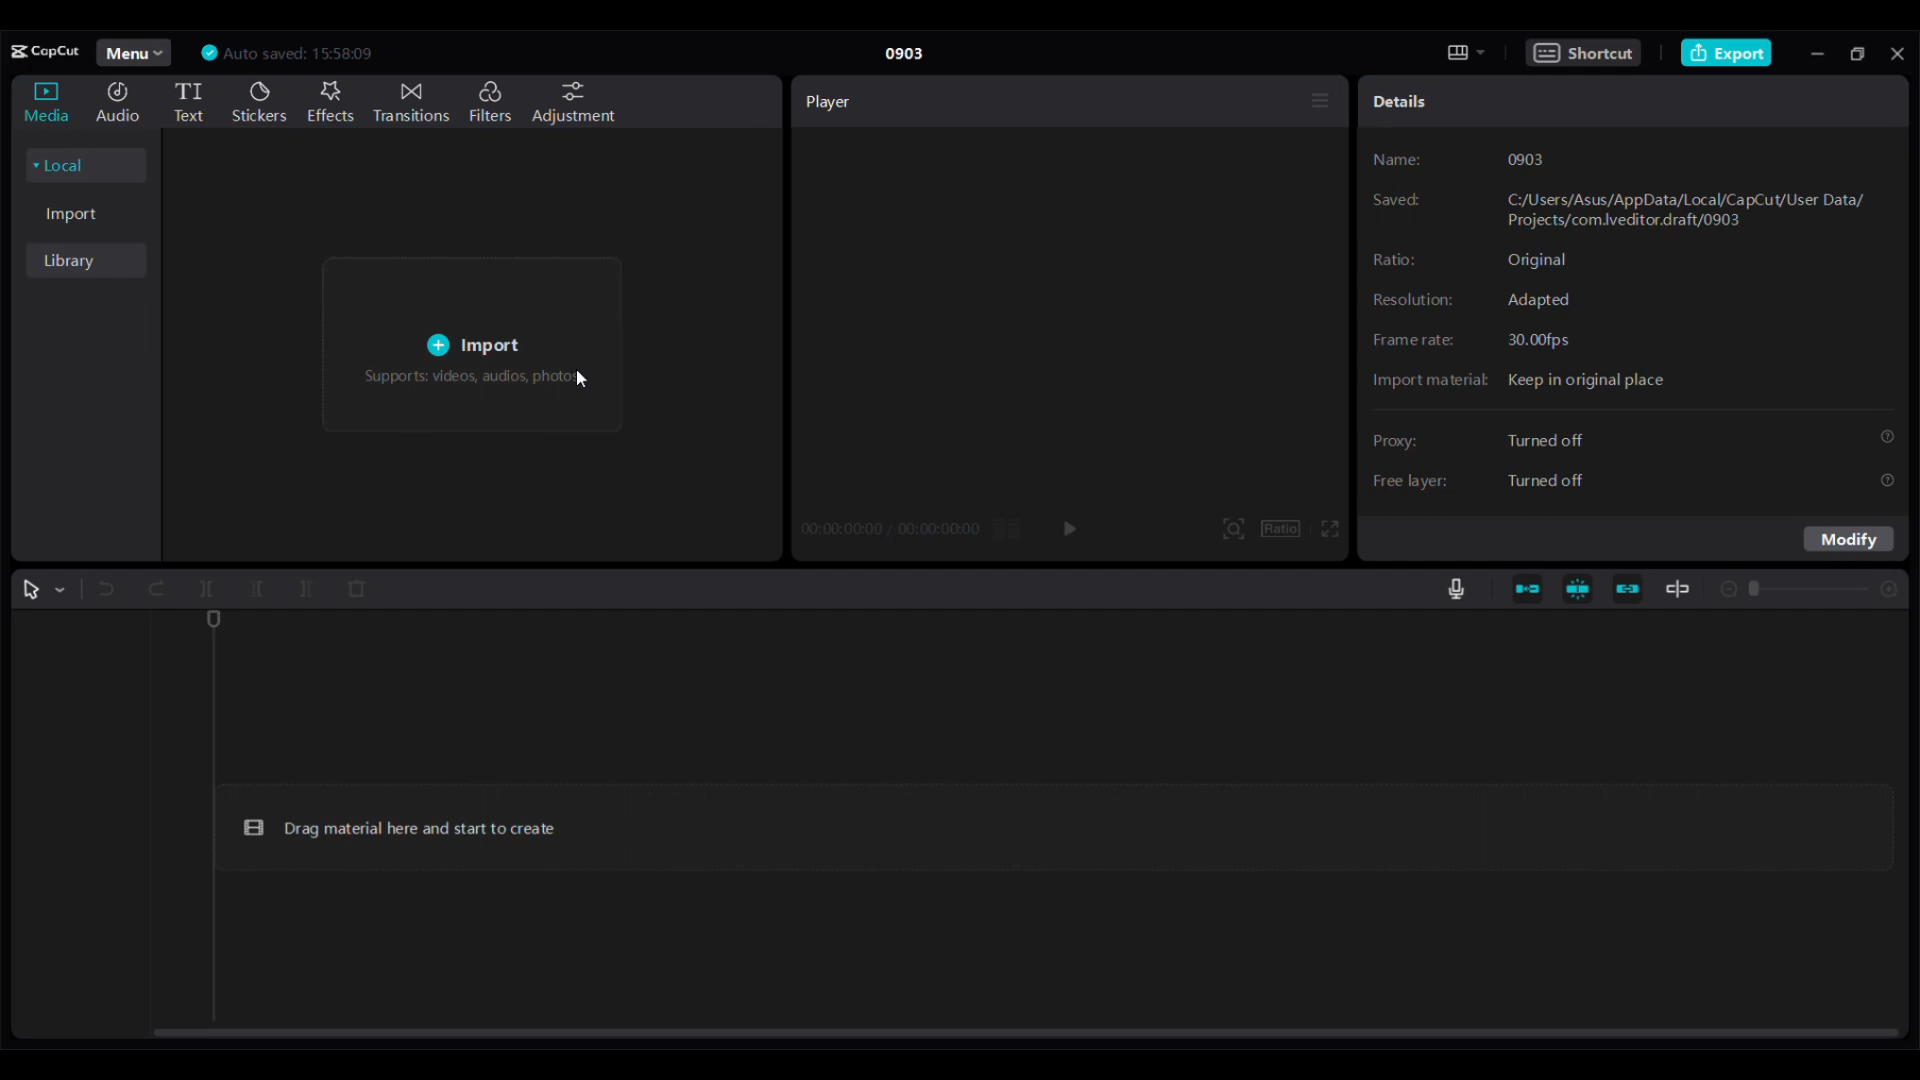 CapCut
Menu
Auto saved: 15:58:09
0903
Shortcut
Export
Media
Audio
TI
Text
Stickers
Effects
Transitions
Filters
Adjustment
Local
Import
Library
Import
Supports: videos, audios, photos
Player
00:00:00:00 / 00:00:00:00
Ratio
Details
Name: 0903
Saved: C:/Users/Asus/AppData/Local/CapCut/User Data/
Projects/com.lveditor.draft/0903
Ratio: Original
Resolution: Adapted
Frame rate: 30.00fps
Import material: Keep in original place
Proxy: Turned off
Free layer: Turned off
Modify
Drag material here and start to create